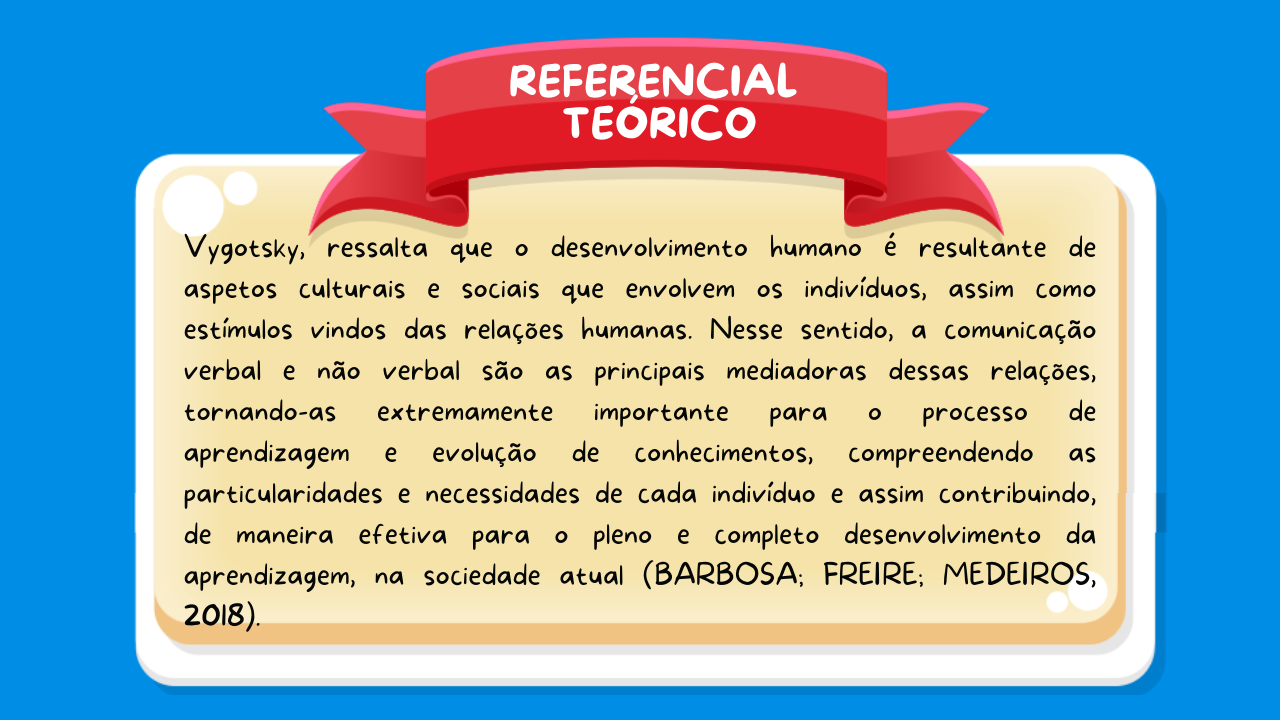 REFERENCIAL
TEÓRICO
Vygotsky, ressalta que o desenvolvimento humano é resultante de
aspetos culturais e sociais que envolvem os indivíduos, assim como
estímulos vindos das relações humanas. Nesse sentido, a comunicação
verbal e não verbal são as principais mediadoras dessas relações,
tornando-as extremamente importante para o processo de
aprendizagem e evolução de conhecimentos, compreendendo as
particularidades e necessidades de cada indivíduo e assim contribuindo,
de maneira efetiva para o pleno e completo desenvolvimento da
aprendizagem, na sociedade atual (BARBOSA; FREIRE; MEDEIROS,
2018).